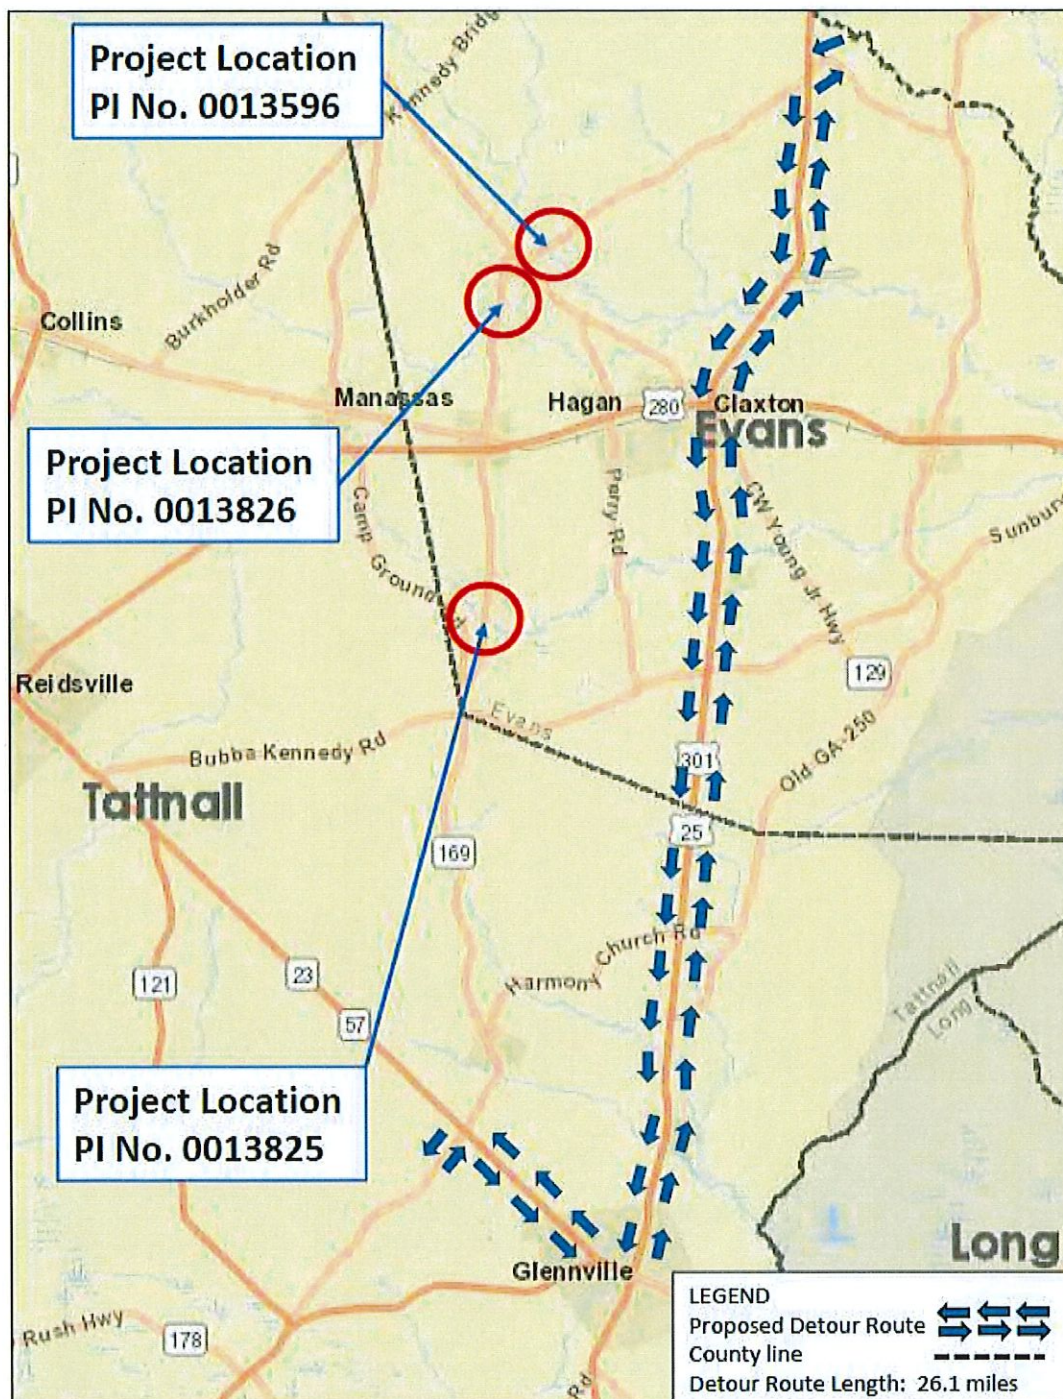 Project Location
PI No. 0013596
Kennedy Bridg
Burkholder Rd
Collins
Manassas
Hagan
280
Claxton
Evans
Project Location
PI No. 0013826
Camp Ground Rd
Perry Rd
CW Young Jr Hwy
Sunbury
129
Reidsville
Evans
Bubba Kennedy Rd
Old GA-250
301
Tattnall
25
169
Harmony Church Rd
23
121
57
Tattnall
Long
Project Location
PI No. 0013825
Glennville
Long
Rush Hwy
178
Rd
LEGEND
Proposed Detour Route
County line
Detour Route Length: 26.1 miles